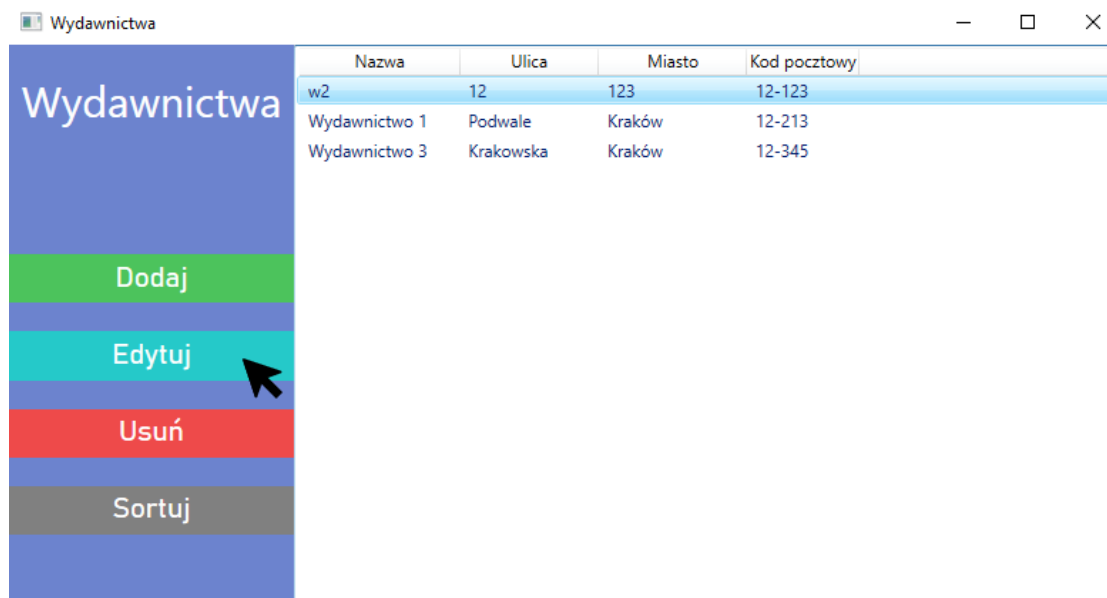 Wydawnictwa
Wydawnictwa
Dodaj
Edytuj
Usuń
Sortuj
Nazwa Ulica Miasto Kod pocztowy
w2 12 123 12-123
Wydawnictwo 1 Podwale Kraków 12-213
Wydawnictwo 3 Krakowska Kraków 12-345